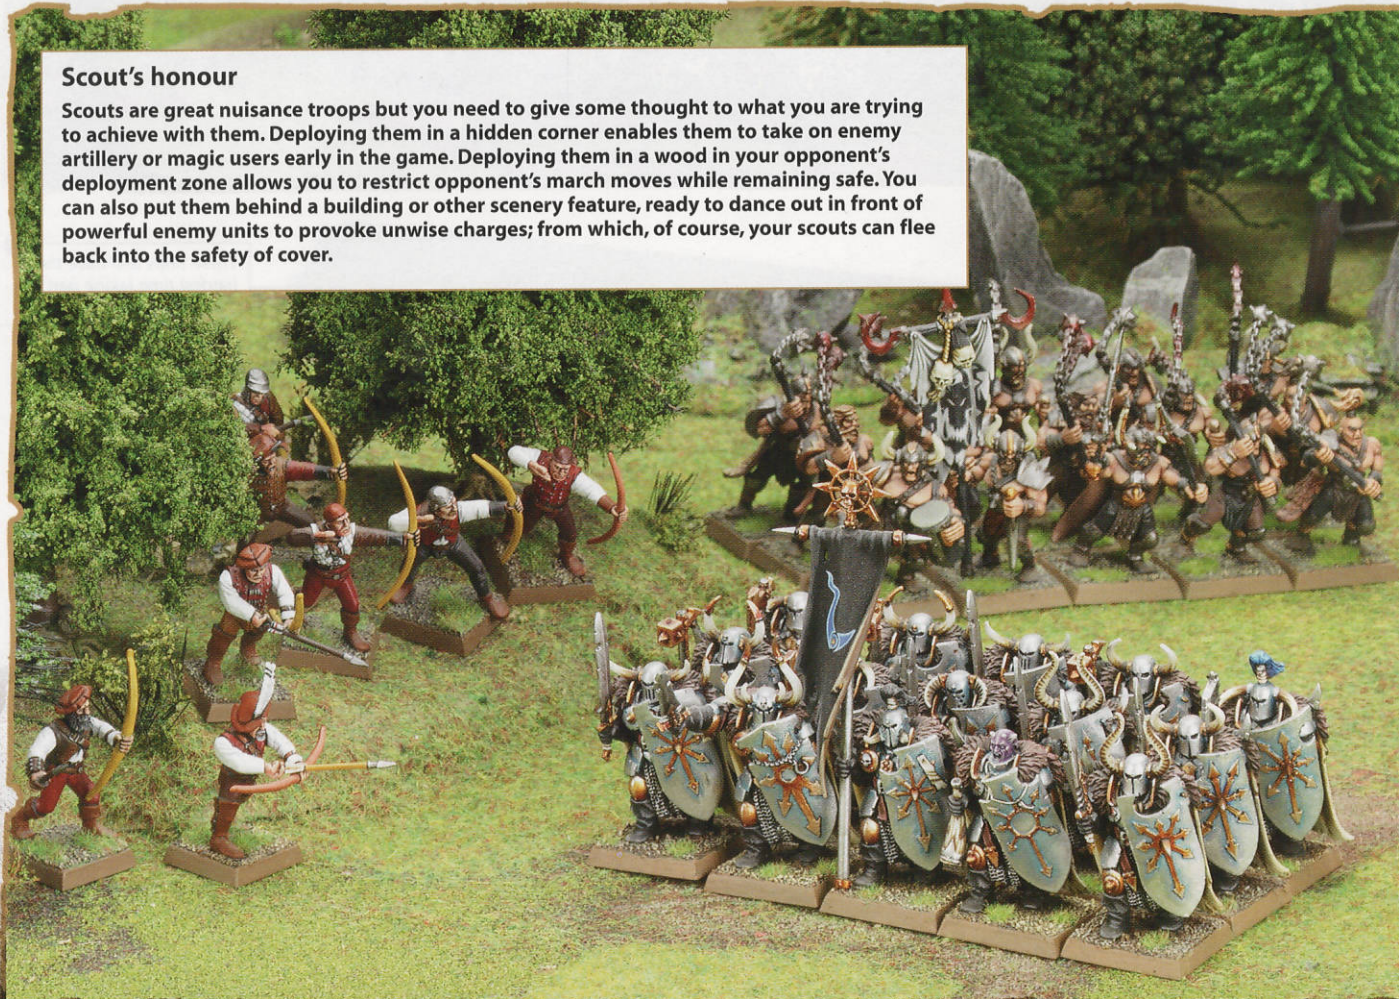 Scout's honour
Scouts are great nuisance troops but you need to give some thought to what you are trying
to achieve with them. Deploying them in a hidden corner enables them to take on enemy
artillery or magic users early in the game. Deploying them in a wood in your opponent's
deployment zone allows you to restrict opponent's march moves while remaining safe. You
can also put them behind a building or other scenery feature, ready to dance out in front of
powerful enemy units to provoke unwise charges; from which, of course, your scouts can flee
back into the safety of cover.